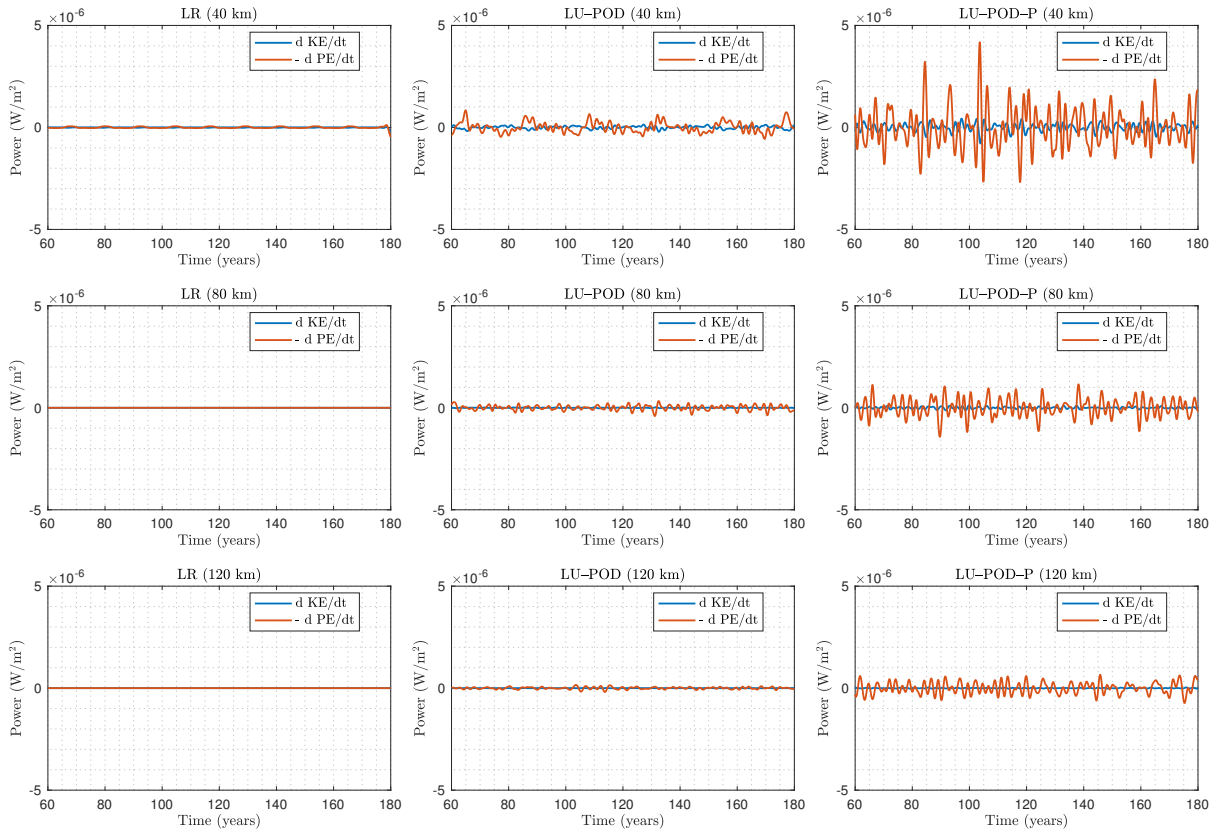 LR (40 km)
×10⁻⁶
5
0
-5
Power (W/m²)
d KE/dt
- d PE/dt
60 80 100 120 140 160 180
Time (years)
LU–POD (40 km)
×10⁻⁶
5
0
-5
Power (W/m²)
d KE/dt
- d PE/dt
60 80 100 120 140 160 180
Time (years)
LU–POD–P (40 km)
×10⁻⁶
5
0
-5
Power (W/m²)
d KE/dt
- d PE/dt
60 80 100 120 140 160 180
Time (years)
LR (80 km)
×10⁻⁶
5
0
-5
Power (W/m²)
d KE/dt
- d PE/dt
60 80 100 120 140 160 180
Time (years)
LU–POD (80 km)
×10⁻⁶
5
0
-5
Power (W/m²)
d KE/dt
- d PE/dt
60 80 100 120 140 160 180
Time (years)
LU–POD–P (80 km)
×10⁻⁶
5
0
-5
Power (W/m²)
d KE/dt
- d PE/dt
60 80 100 120 140 160 180
Time (years)
LR (120 km)
×10⁻⁶
5
0
-5
Power (W/m²)
d KE/dt
- d PE/dt
60 80 100 120 140 160 180
Time (years)
LU–POD (120 km)
×10⁻⁶
5
0
-5
Power (W/m²)
d KE/dt
- d PE/dt
60 80 100 120 140 160 180
Time (years)
LU–POD–P (120 km)
×10⁻⁶
5
0
-5
Power (W/m²)
d KE/dt
- d PE/dt
60 80 100 120 140 160 180
Time (years)